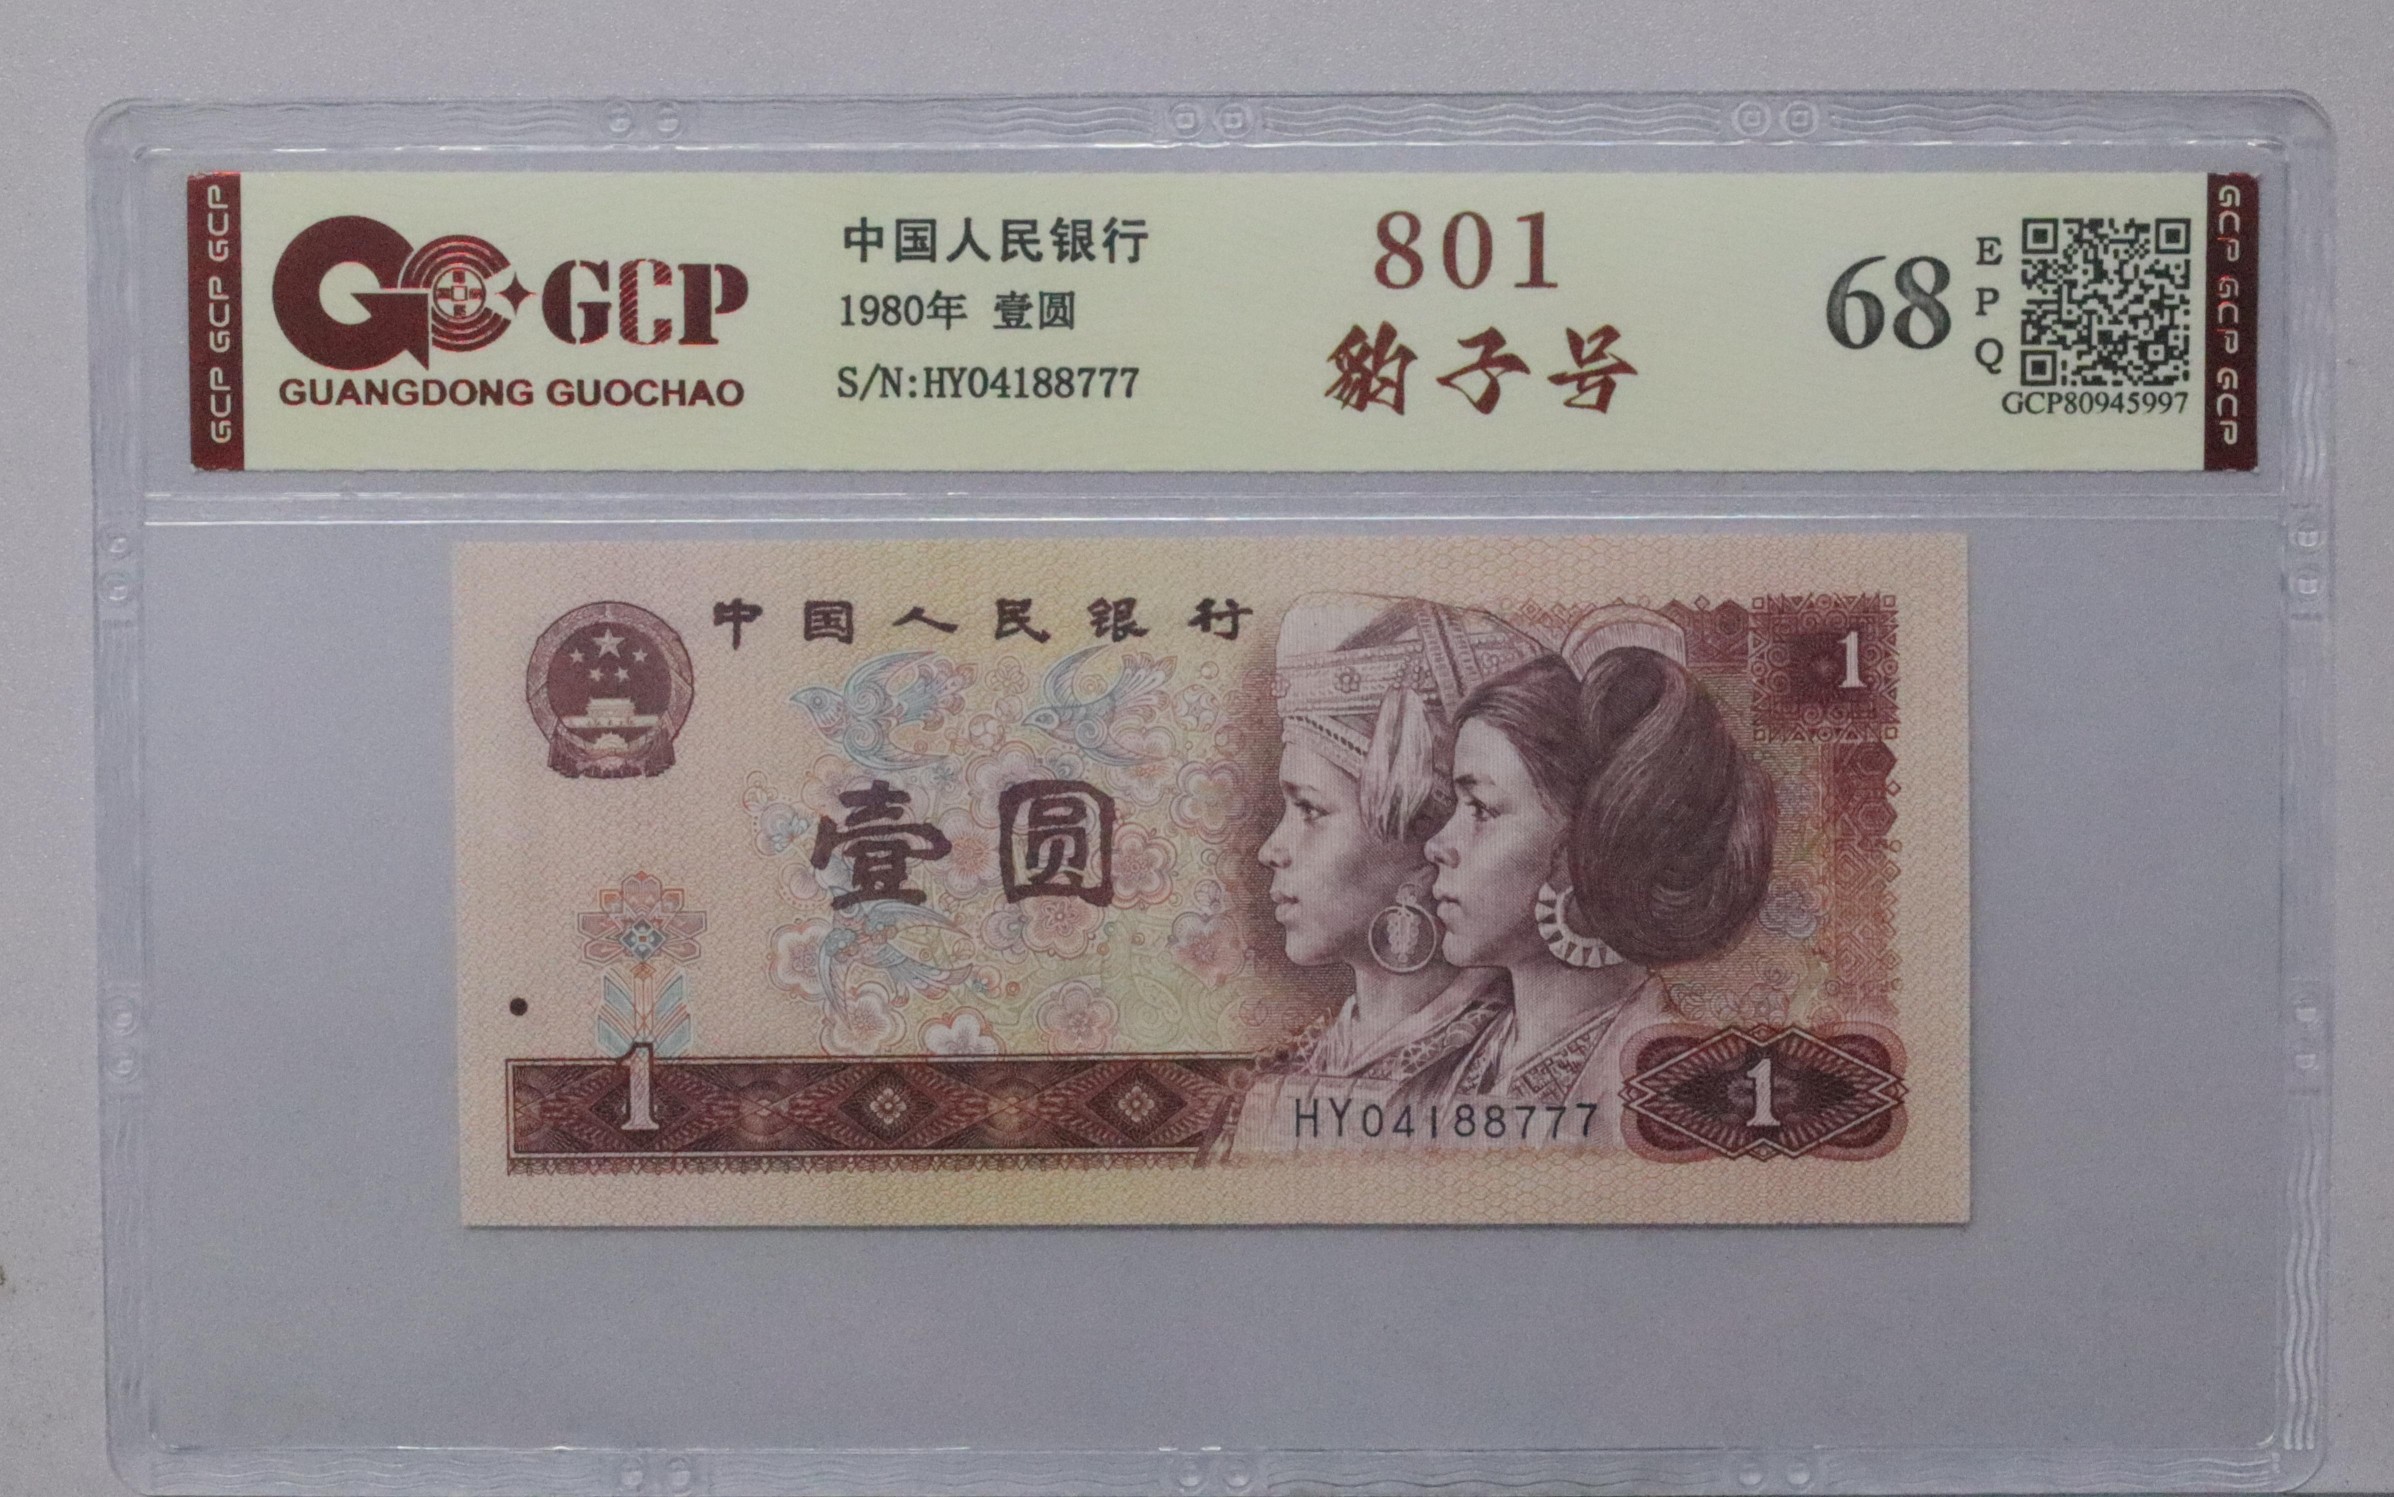 GCP GCP GCP
GCP
GUANGDONG GUOCHAO
中国人民银行
1980年 壹圆
S/N:HY04188777
801
豹子号
68
E
P
Q
GCP80945997
GCP GCP GCP
中国人民银行
1
壹圆
1
HY04188777
1